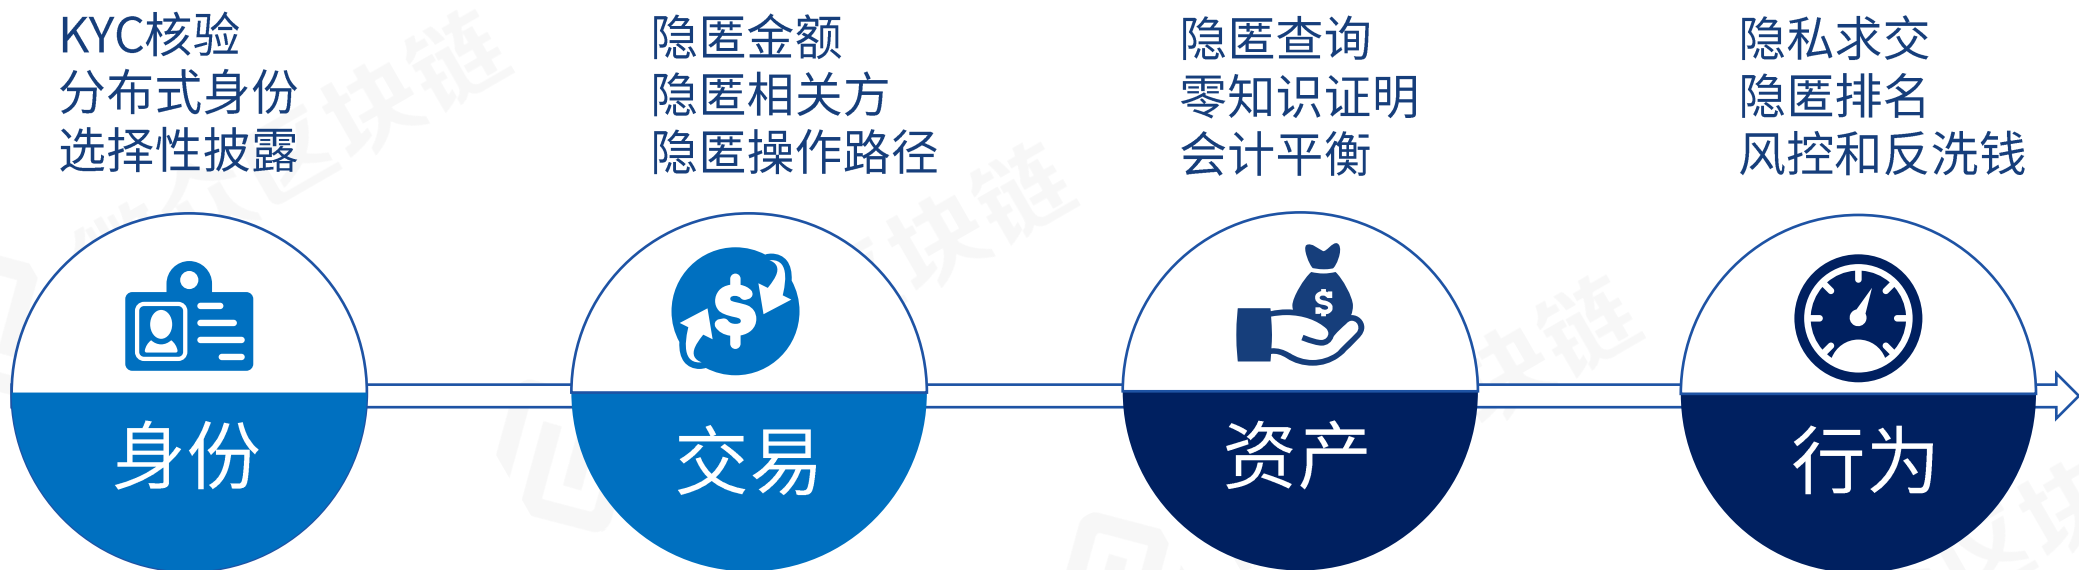 KYC核验
分布式身份
选择性披露
身份
隐匿金额
隐匿相关方
隐匿操作路径
交易
隐匿查询
零知识证明
会计平衡
资产
隐私求交
隐匿排名
风控和反洗钱
行为